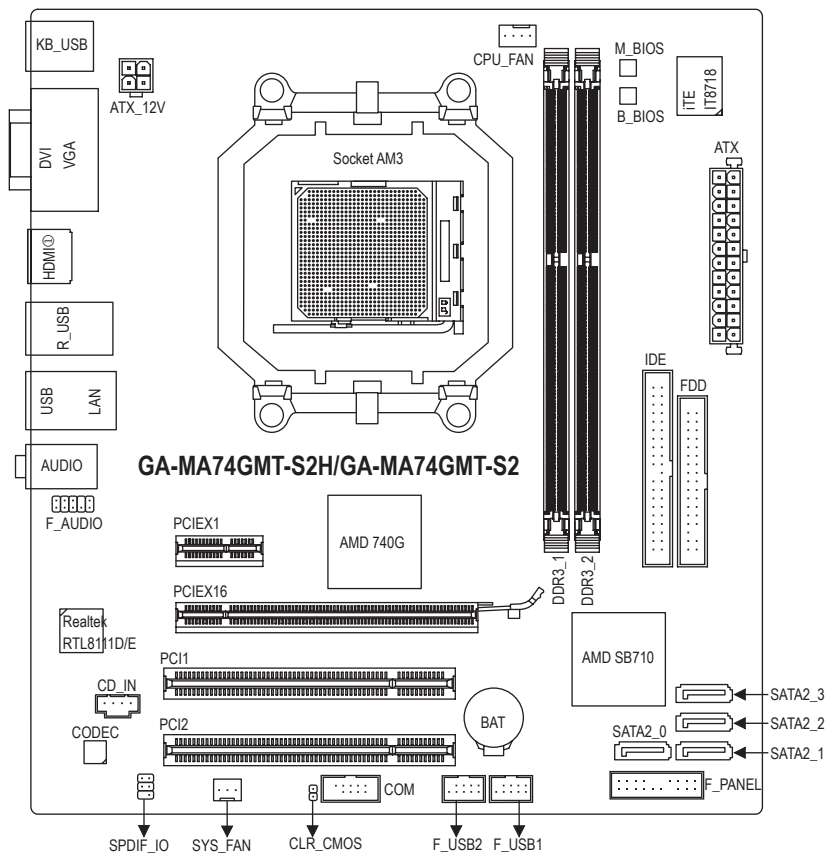 KB_USB
CPU_FAN
M_BIOS
B_BIOS
iTE
IT8718
ATX_12V
ATX
DVI
VGA
Socket AM3
HDMI①
R_USB
USB
LAN
IDE
FDD
AUDIO
GA-MA74GMT-S2H/GA-MA74GMT-S2
F_AUDIO
PCIEX1
AMD 740G
DDR3_1
DDR3_2
PCIEX16
Realtek
RTL8111D/E
AMD SB710
PCI1
CD_IN
SATA2_3
BAT
PCI2
CODEC
SATA2_2
SATA2_0
SATA2_1
COM
F_PANEL
SPDIF_IO
SYS_FAN
CLR_CMOS
F_USB2
F_USB1